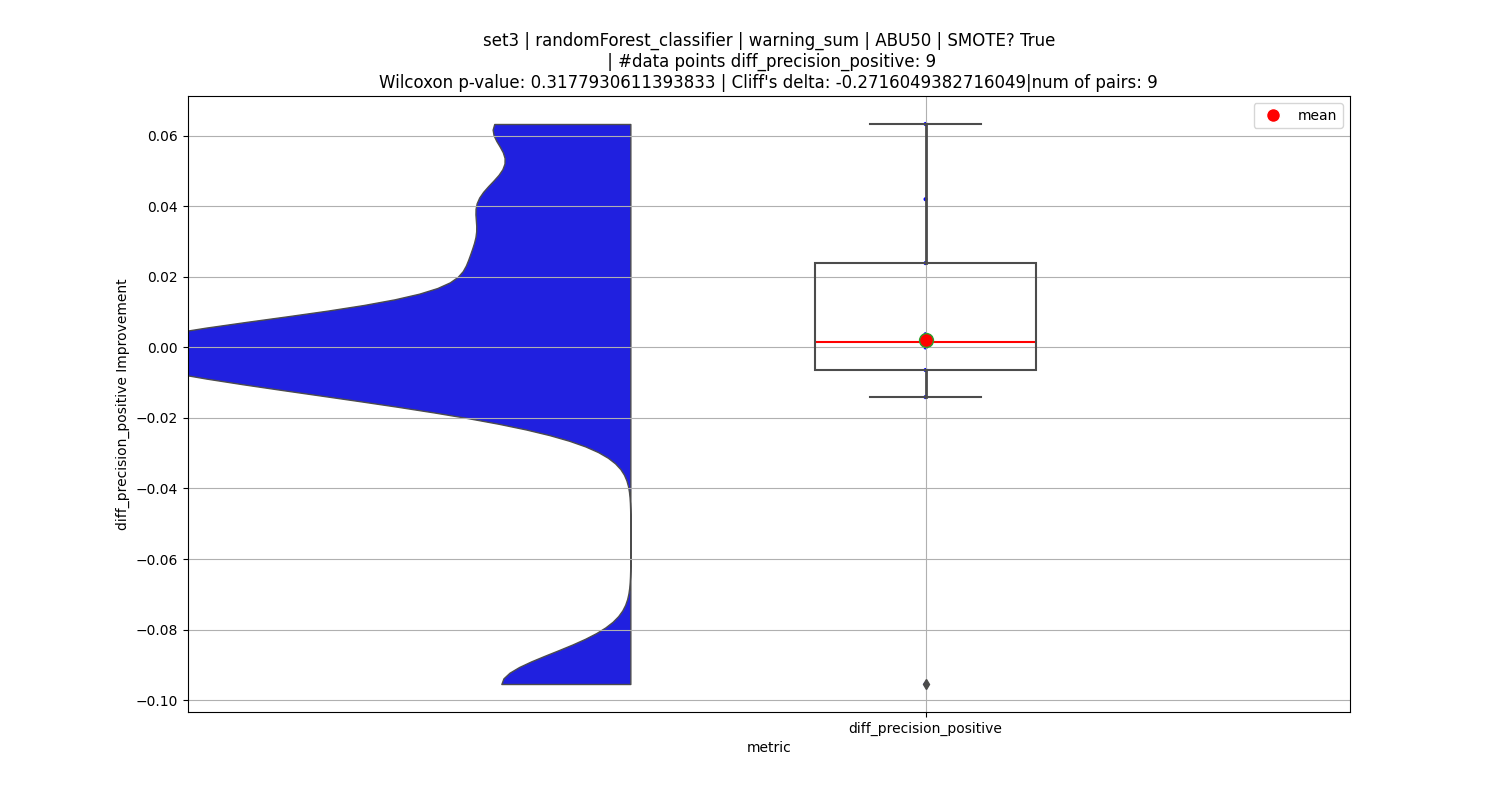 set3 | randomForest_classifier | warning_sum | ABU50 | SMOTE? True
| #data points diff_precision_positive: 9
Wilcoxon p-value: 0.3177930611393833 | Cliff's delta: -0.2716049382716049|num of pairs: 9
mean
0.06
0.04
0.02
0.00
−0.02
−0.04
−0.06
−0.08
−0.10
diff_precision_positive Improvement
diff_precision_positive
metric